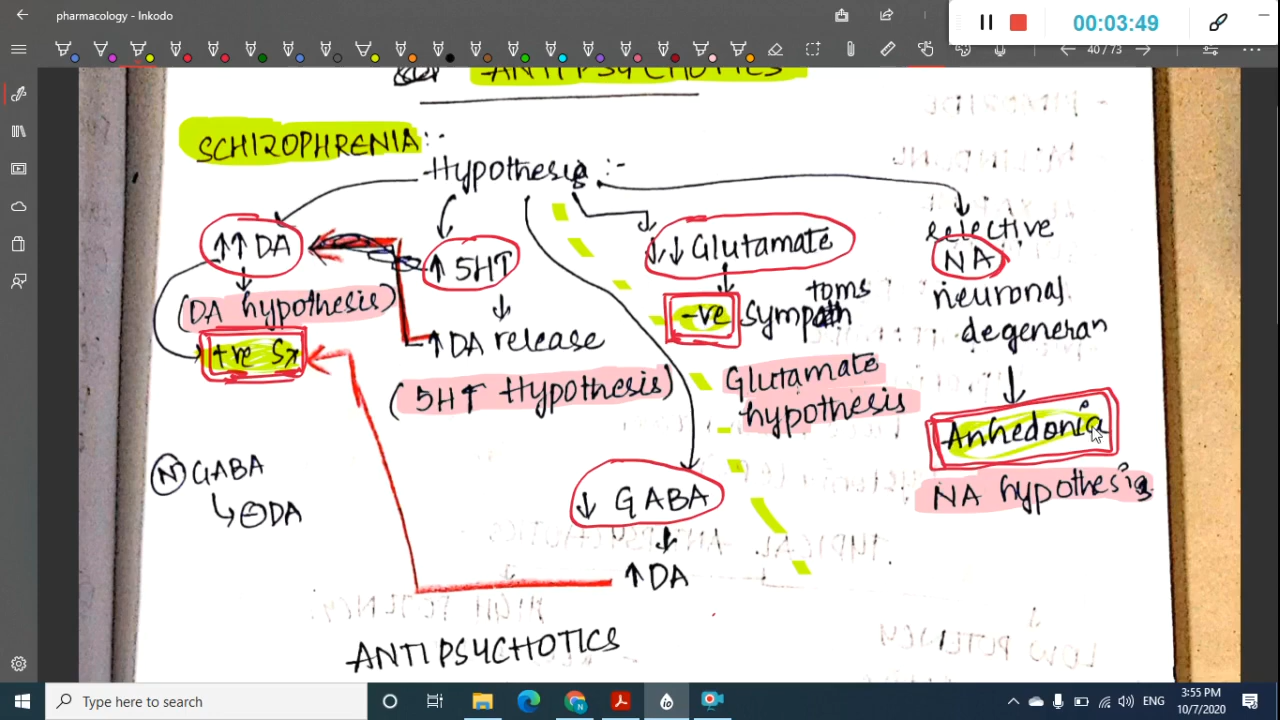 pharmacology - Inkodo
00:03:49
40 / 73
ANTIPSYCHOTICS
SCHIZOPHRENIA :-
Hypothesis :-
↑↑ DA
(DA hypothesis)
+ve Sx
↑ 5HT
↑ DA release
(5HT Hypothesis)
↓↓ Glutamate
-ve Symptoms
Glutamate
hypothesis
selective
NA
neuronal
degeneran
Anhedonia
NA hypothesis
N GABA
↳ ⊖DA
↓ GABA
↓
↑ DA
ANTIPSYCHOTICS
Type here to search
ENG
3:55 PM
10/7/2020